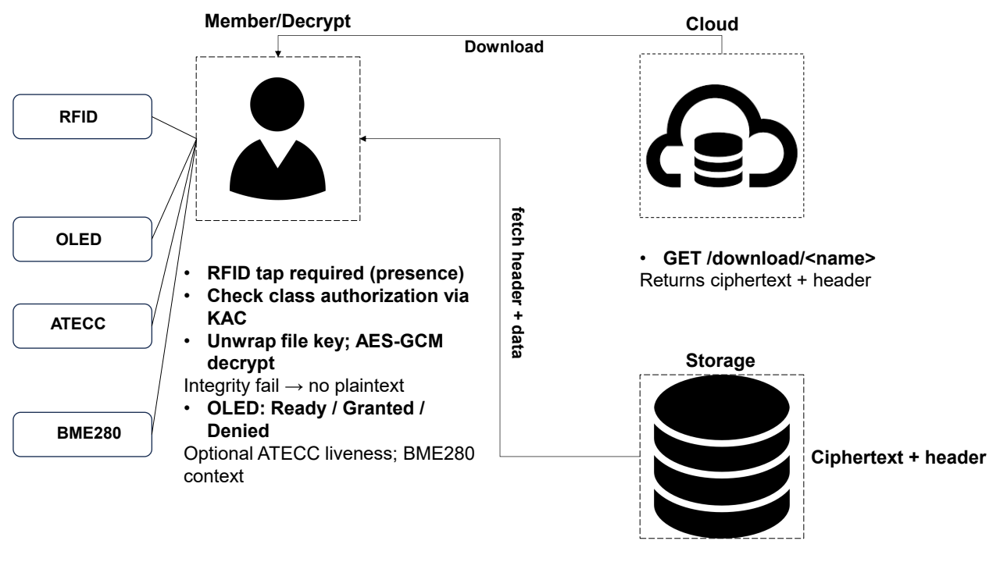 Member/Decrypt
Cloud
Download
RFID
OLED
ATECC
BME280
• RFID tap required (presence)
• Check class authorization via
KAC
• Unwrap file key; AES-GCM
decrypt
Integrity fail → no plaintext
• OLED: Ready / Granted /
Denied
Optional ATECC liveness; BME280
context
fetch header + data
• GET /download/<name>
Returns ciphertext + header
Storage
Ciphertext + header